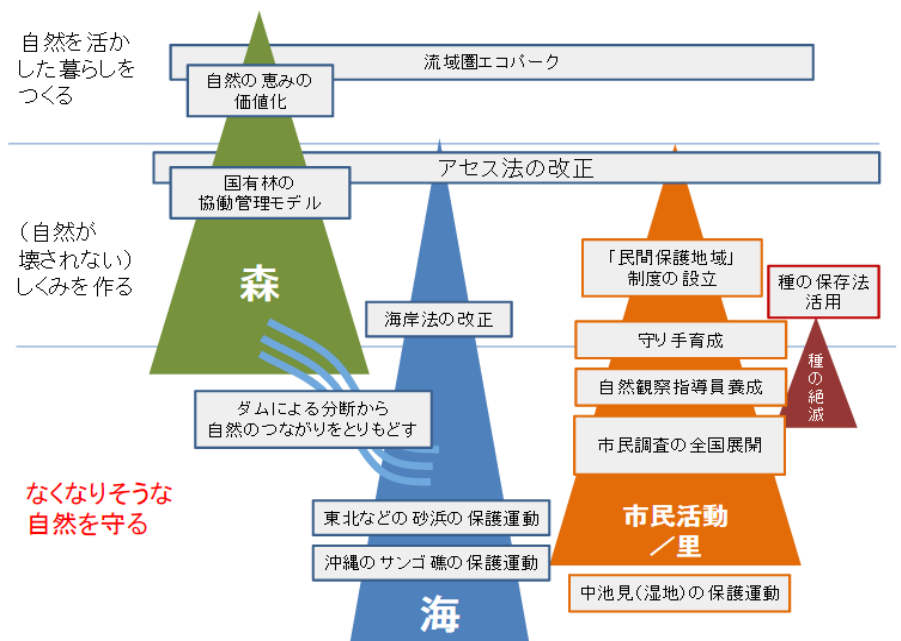 自然を活か
した暮らしを
つくる
流域圏エコパーク
自然の恵みの
価値化
アセス法の改正
国有林の
協働管理モデル
（自然が
壊されない）
しくみを作る
森
「民間保護地域」
制度の設立
種の保存法
活用
海岸法の改正
守り手育成
種の絶滅
自然観察指導員養成
ダムによる分断から
自然のつながりをとりもどす
市民調査の全国展開
なくなりそうな
自然を守る
東北などの砂浜の保護運動
市民活動
／里
沖縄のサンゴ礁の保護運動
中池見（湿地）の保護運動
海